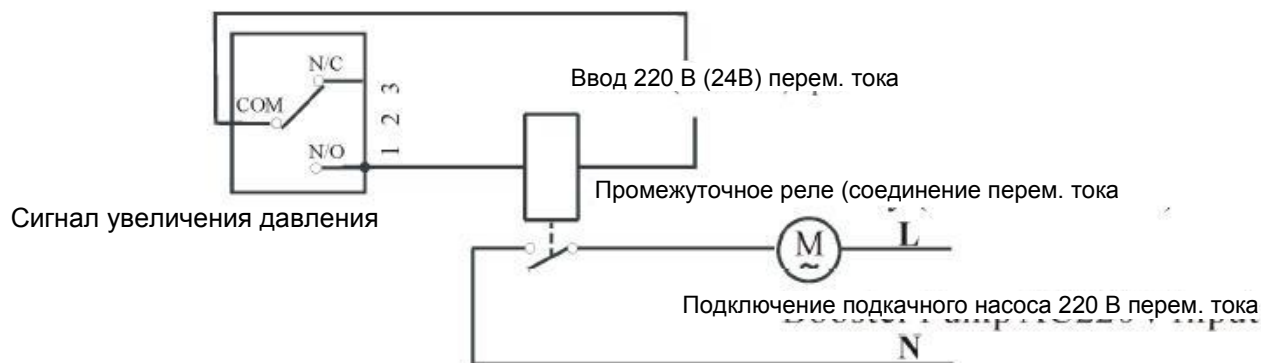 Ввод 220 В (24В) перем. тока
N/C
COM
N/O
1 2 3
Промежуточное реле (соединение перем. тока
Сигнал увеличения давления
M
~
L
Подключение подкачного насоса 220 В перем. тока
N